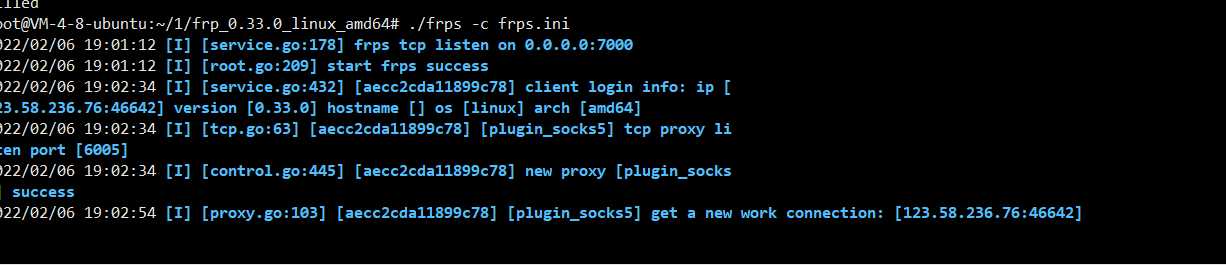 illed
oot@VM-4-8-ubuntu:~/1/frp_0.33.0_linux_amd64# ./frps -c frps.ini
022/02/06 19:01:12 [I] [service.go:178] frps tcp listen on 0.0.0.0:7000
022/02/06 19:01:12 [I] [root.go:209] start frps success
022/02/06 19:02:34 [I] [service.go:432] [aecc2cda11899c78] client login info: ip [
23.58.236.76:46642] version [0.33.0] hostname [] os [linux] arch [amd64]
022/02/06 19:02:34 [I] [tcp.go:63] [aecc2cda11899c78] [plugin_socks5] tcp proxy li
ten port [6005]
022/02/06 19:02:34 [I] [control.go:445] [aecc2cda11899c78] new proxy [plugin_socks
] success
022/02/06 19:02:54 [I] [proxy.go:103] [aecc2cda11899c78] [plugin_socks5] get a new work connection: [123.58.236.76:46642]